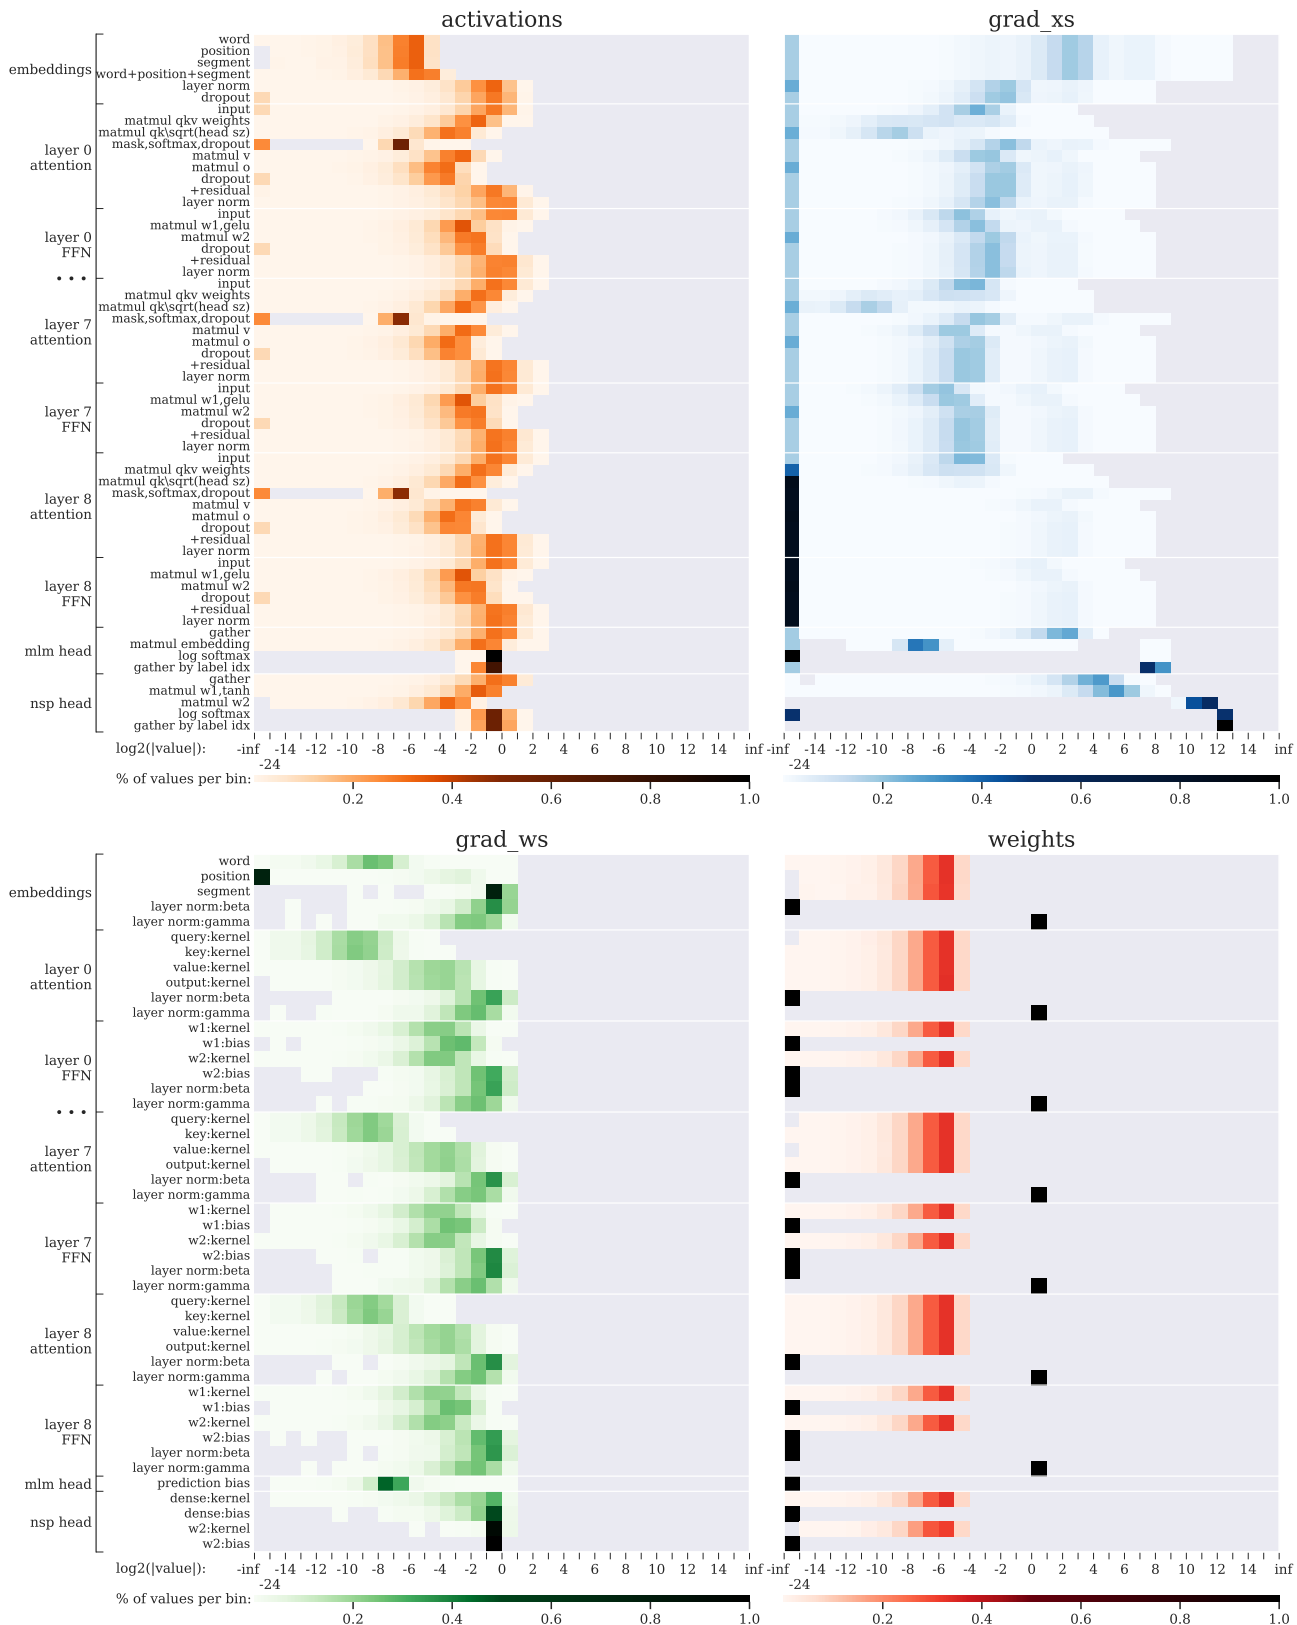 activations
grad_xs
embeddings
word
position
segment
word+position+segment
layer norm
dropout
layer 0
attention
input
matmul qkv weights
matmul qk\sqrt(head sz)
mask,softmax,dropout
matmul v
matmul o
dropout
+residual
layer norm
layer 0
FFN
input
matmul w1,gelu
matmul w2
dropout
+residual
layer norm
• • •
layer 7
attention
input
matmul qkv weights
matmul qk\sqrt(head sz)
mask,softmax,dropout
matmul v
matmul o
dropout
+residual
layer norm
layer 7
FFN
input
matmul w1,gelu
matmul w2
dropout
+residual
layer norm
layer 8
attention
input
matmul qkv weights
matmul qk\sqrt(head sz)
mask,softmax,dropout
matmul v
matmul o
dropout
+residual
layer norm
layer 8
FFN
input
matmul w1,gelu
matmul w2
dropout
+residual
layer norm
mlm head
gather
matmul embedding
log softmax
gather by label idx
nsp head
gather
matmul w1,tanh
matmul w2
log softmax
gather by label idx
log2(|value|): -inf -14 -12 -10 -8 -6 -4 -2 0 2 4 6 8 10 12 14 inf -inf -14 -12 -10 -8 -6 -4 -2 0 2 4 6 8 10 12 14 inf
-24 -24
% of values per bin:
0.2 0.4 0.6 0.8 1.0 0.2 0.4 0.6 0.8 1.0
grad_ws
weights
embeddings
word
position
segment
layer norm:beta
layer norm:gamma
layer 0
attention
query:kernel
key:kernel
value:kernel
output:kernel
layer norm:beta
layer norm:gamma
layer 0
FFN
w1:kernel
w1:bias
w2:kernel
w2:bias
layer norm:beta
layer norm:gamma
• • •
layer 7
attention
query:kernel
key:kernel
value:kernel
output:kernel
layer norm:beta
layer norm:gamma
layer 7
FFN
w1:kernel
w1:bias
w2:kernel
w2:bias
layer norm:beta
layer norm:gamma
layer 8
attention
query:kernel
key:kernel
value:kernel
output:kernel
layer norm:beta
layer norm:gamma
layer 8
FFN
w1:kernel
w1:bias
w2:kernel
w2:bias
layer norm:beta
layer norm:gamma
mlm head
prediction bias
nsp head
dense:kernel
dense:bias
w2:kernel
w2:bias
log2(|value|): -inf -14 -12 -10 -8 -6 -4 -2 0 2 4 6 8 10 12 14 inf -inf -14 -12 -10 -8 -6 -4 -2 0 2 4 6 8 10 12 14 inf
-24 -24
% of values per bin:
0.2 0.4 0.6 0.8 1.0 0.2 0.4 0.6 0.8 1.0